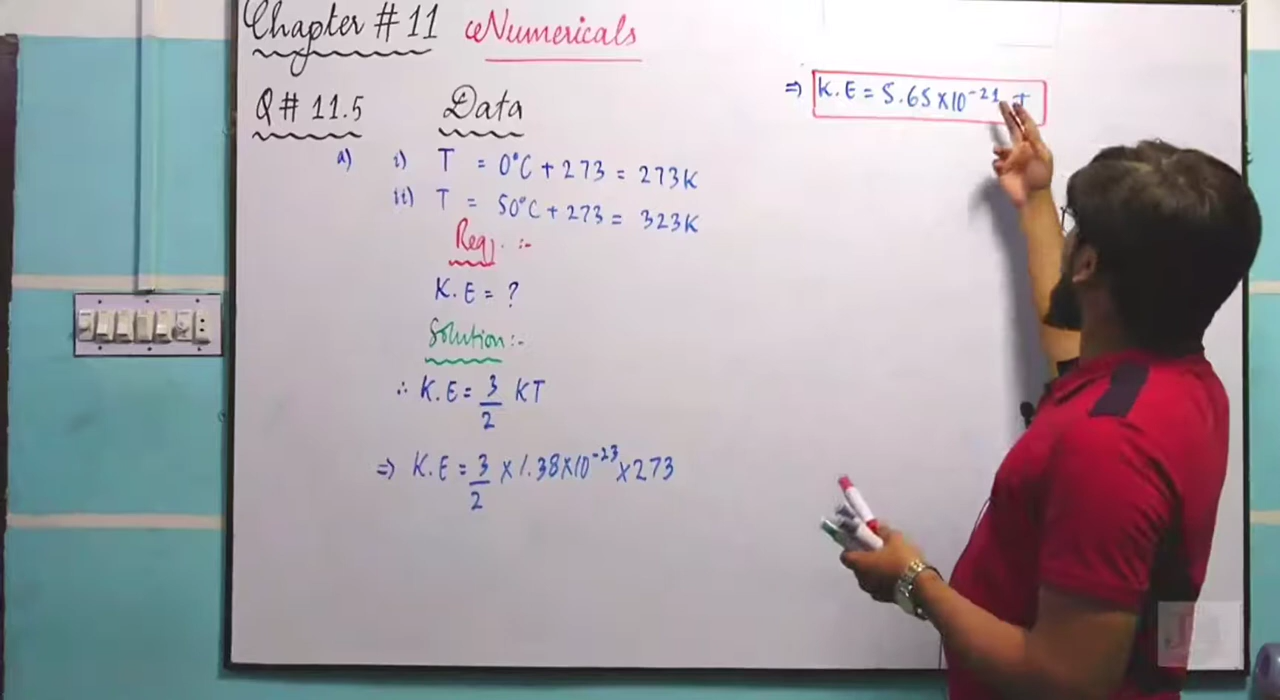 Chapter # 11 Numericals
Q# 11.5 Data
a) i) T = 0°C + 273 = 273K
ii) T = 50°C + 273 = 323K
Req. :-
K.E = ?
Solution:-
∴ K.E = 3/2 KT
⇒ K.E = 3/2 × 1.38×10⁻²³ × 273
⇒ K.E = 5.65×10⁻²¹ J